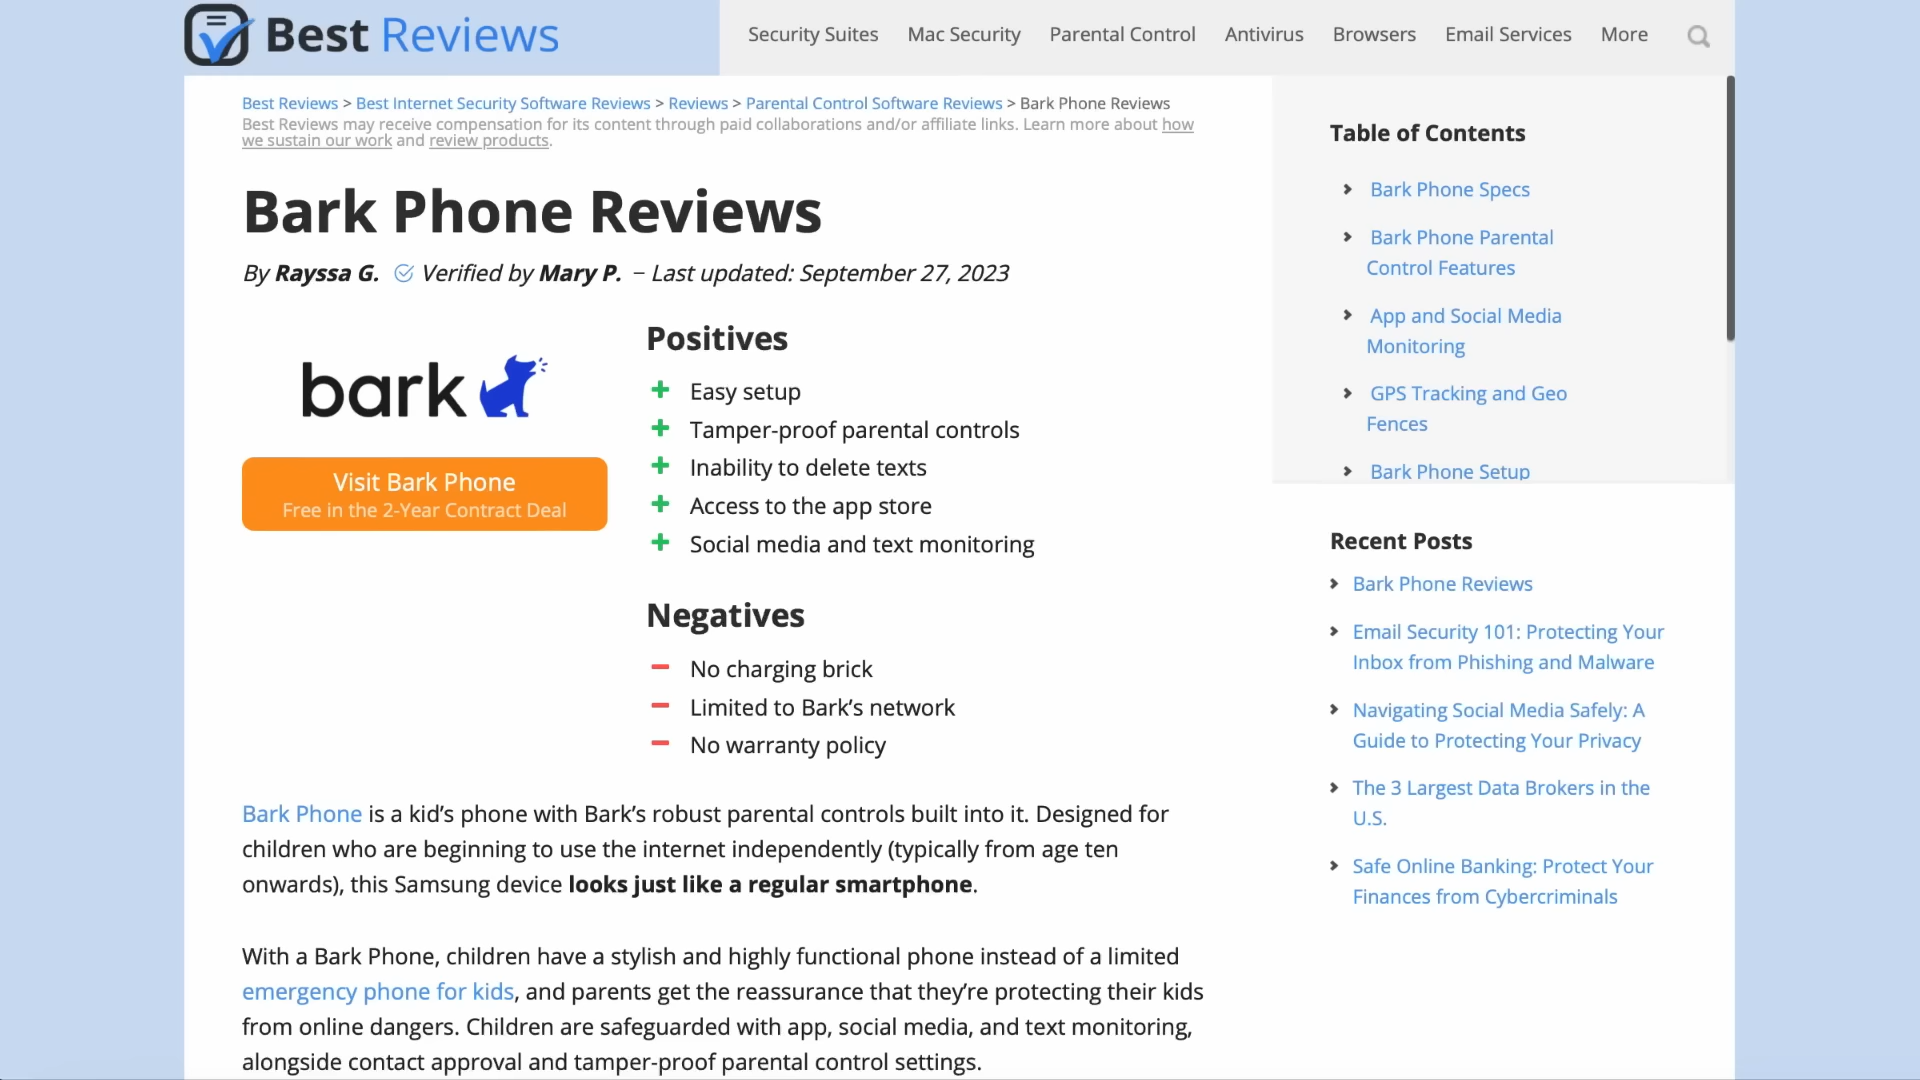 Best Reviews
Security Suites
Mac Security
Parental Control
Antivirus
Browsers
Email Services
More
Best Reviews > Best Internet Security Software Reviews > Reviews > Parental Control Software Reviews > Bark Phone Reviews
Best Reviews may receive compensation for its content through paid collaborations and/or affiliate links. Learn more about how
we sustain our work and review products.
Bark Phone Reviews
By Rayssa G. Verified by Mary P. – Last updated: September 27, 2023
bark
Visit Bark Phone
Free in the 2-Year Contract Deal
Positives
Easy setup
Tamper-proof parental controls
Inability to delete texts
Access to the app store
Social media and text monitoring
Negatives
No charging brick
Limited to Bark’s network
No warranty policy
Bark Phone is a kid’s phone with Bark’s robust parental controls built into it. Designed for
children who are beginning to use the internet independently (typically from age ten
onwards), this Samsung device looks just like a regular smartphone.
With a Bark Phone, children have a stylish and highly functional phone instead of a limited
emergency phone for kids, and parents get the reassurance that they’re protecting their kids
from online dangers. Children are safeguarded with app, social media, and text monitoring,
alongside contact approval and tamper-proof parental control settings.
Table of Contents
Bark Phone Specs
Bark Phone Parental
Control Features
App and Social Media
Monitoring
GPS Tracking and Geo
Fences
Bark Phone Setup
Recent Posts
Bark Phone Reviews
Email Security 101: Protecting Your
Inbox from Phishing and Malware
Navigating Social Media Safely: A
Guide to Protecting Your Privacy
The 3 Largest Data Brokers in the
U.S.
Safe Online Banking: Protect Your
Finances from Cybercriminals